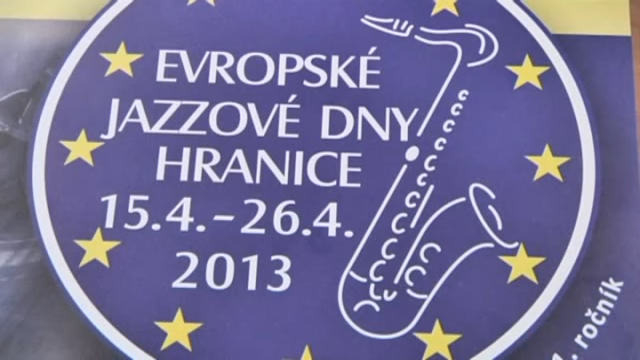 EVROPSKÉ
JAZZOVÉ DNY
HRANICE
15.4.-26.4.
2013
ročník